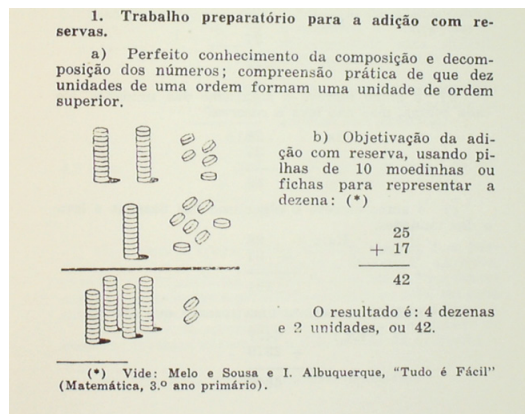 1. Trabalho preparatório para a adição com re-
servas.
a) Perfeito conhecimento da composição e decom-
posição dos números; compreensão prática de que dez
unidades de uma ordem formam uma unidade de ordem
superior.
b) Objetivação da adi-
ção com reserva, usando pi-
lhas de 10 moedinhas ou
fichas para representar a
dezena: (*)
25
+ 17
42
O resultado é: 4 dezenas
e 2 unidades, ou 42.
(*) Vide: Melo e Sousa e I. Albuquerque, "Tudo é Fácil"
(Matemática, 3.º ano primário).